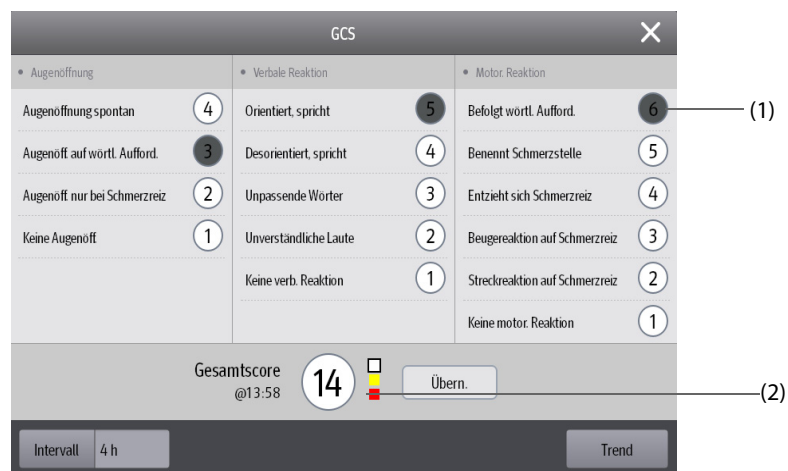 GCS
• Augenöffnung
Augenöffnung spontan 4
Augenöff. auf wörtl. Aufford. 3
Augenöff. nur bei Schmerzreiz 2
Keine Augenöff. 1
• Verbale Reaktion
Orientiert, spricht 5
Desorientiert, spricht 4
Unpassende Wörter 3
Unverständliche Laute 2
Keine verb. Reaktion 1
• Motor. Reaktion
Befolgt wörtl. Aufford. 6
Benennt Schmerzstelle 5
Entzieht sich Schmerzreiz 4
Beugereaktion auf Schmerzreiz 3
Streckreaktion auf Schmerzreiz 2
Keine motor. Reaktion 1
(1)
Gesamtscore
@13:58
14
Übern.
(2)
Intervall 4 h
Trend